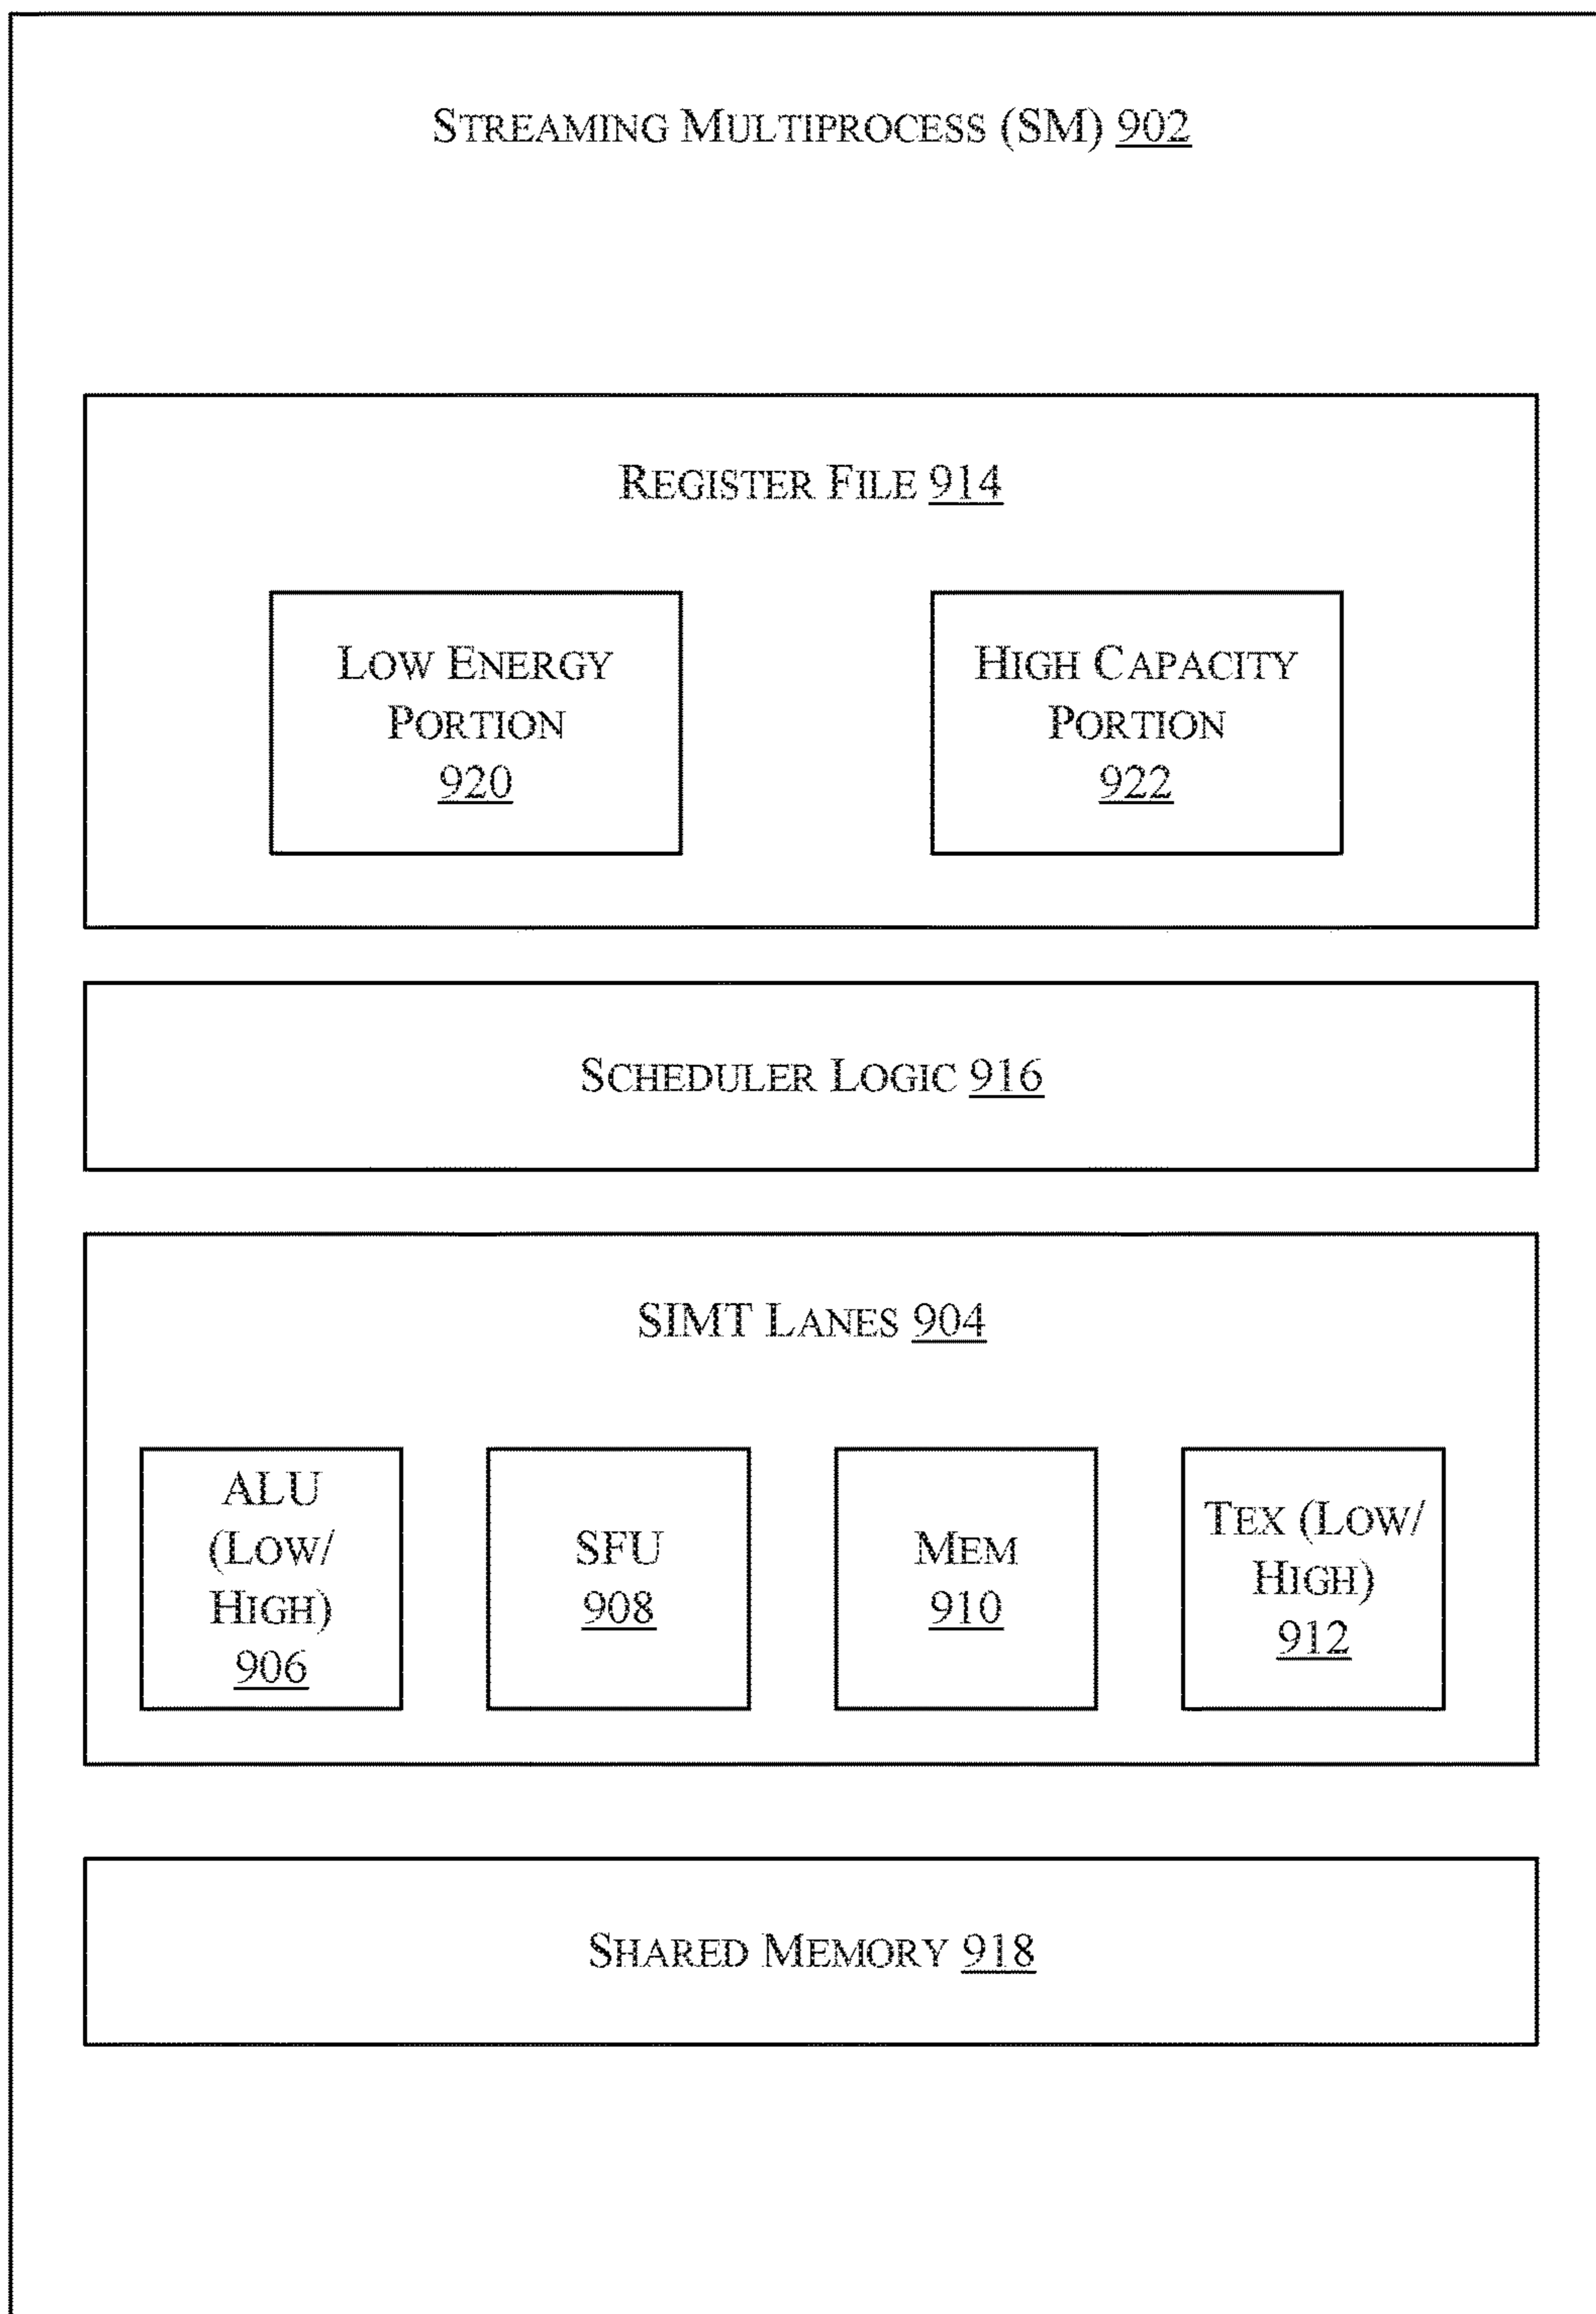 STREAMING MULTIPROCESS (SM) 902
REGISTER FILE 914
LOW ENERGY
PORTION
920
HIGH CAPACITY
PORTION
922
SCHEDULER LOGIC 916
SIMT LANES 904
ALU
(LOW/
HIGH)
906
SFU
908
MEM
910
TEX (LOW/
HIGH)
912
SHARED MEMORY 918